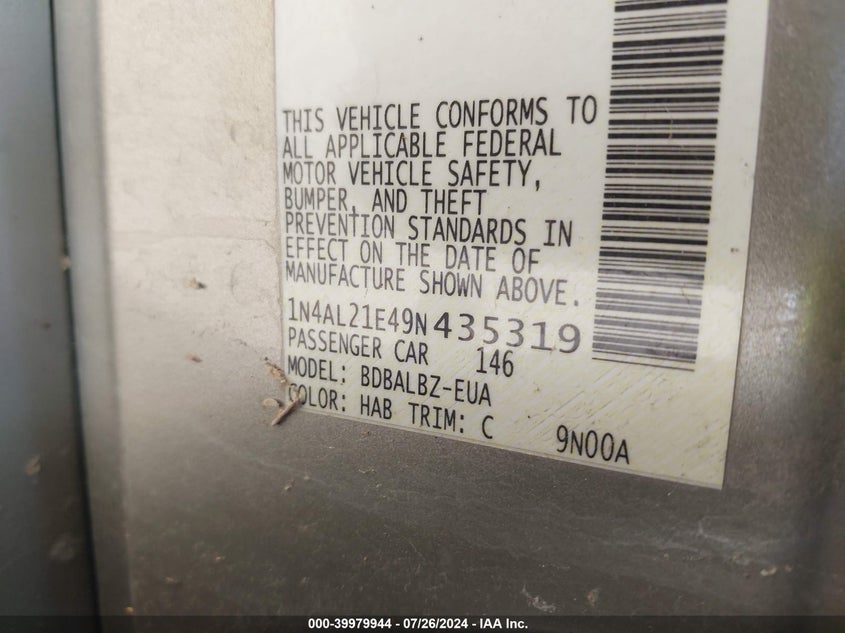 THIS VEHICLE CONFORMS TO
ALL APPLICABLE FEDERAL
MOTOR VEHICLE SAFETY,
BUMPER, AND THEFT
PREVENTION STANDARDS IN
EFFECT ON THE DATE OF
MANUFACTURE SHOWN ABOVE.
1N4AL21E49N435319
PASSENGER CAR 146
MODEL: BDBALBZ-EUA
COLOR: HAB TRIM: C 9N00A
000-39979944 / 07/26/2024 - IAA Inc.